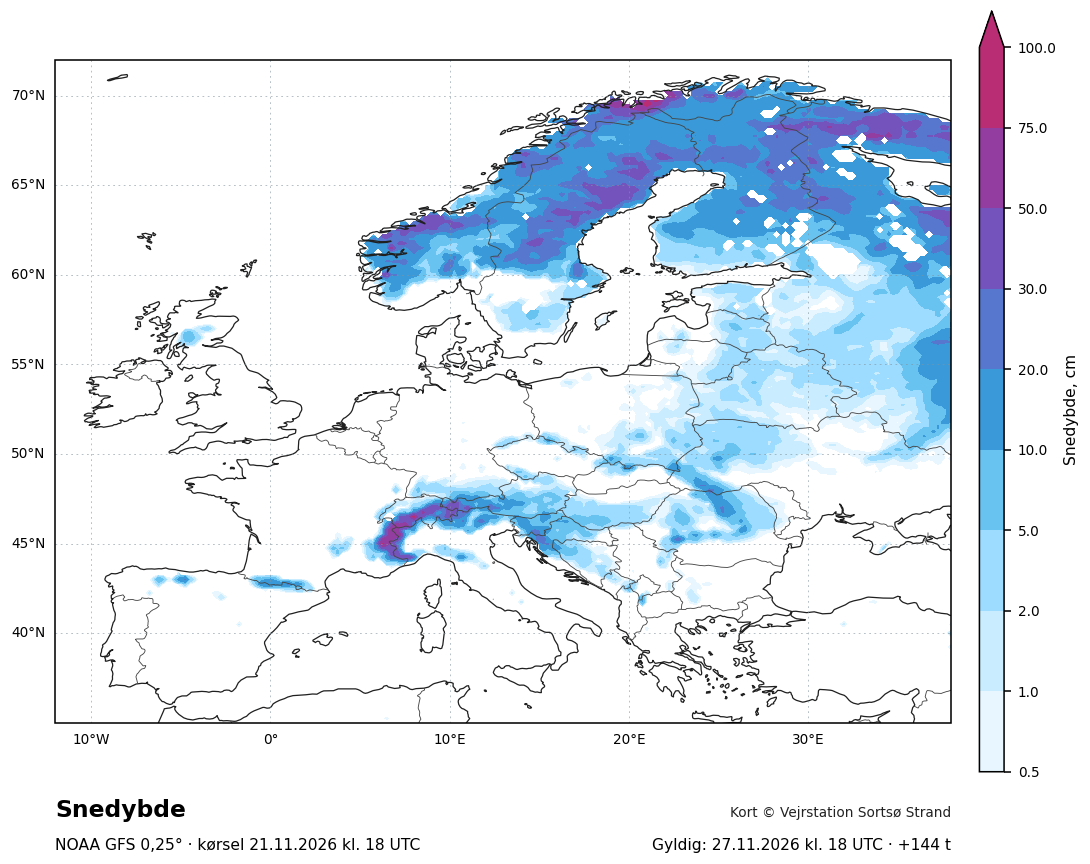 100.0
75.0
50.0
30.0
20.0
10.0
5.0
2.0
1.0
0.5
Snedybde, cm
70°N
65°N
60°N
55°N
50°N
45°N
40°N
10°W 0° 10°E 20°E 30°E
Snedybde
Kort © Vejrstation Sortsø Strand
NOAA GFS 0,25° · kørsel 21.11.2026 kl. 18 UTC
Gyldig: 27.11.2026 kl. 18 UTC · +144 t